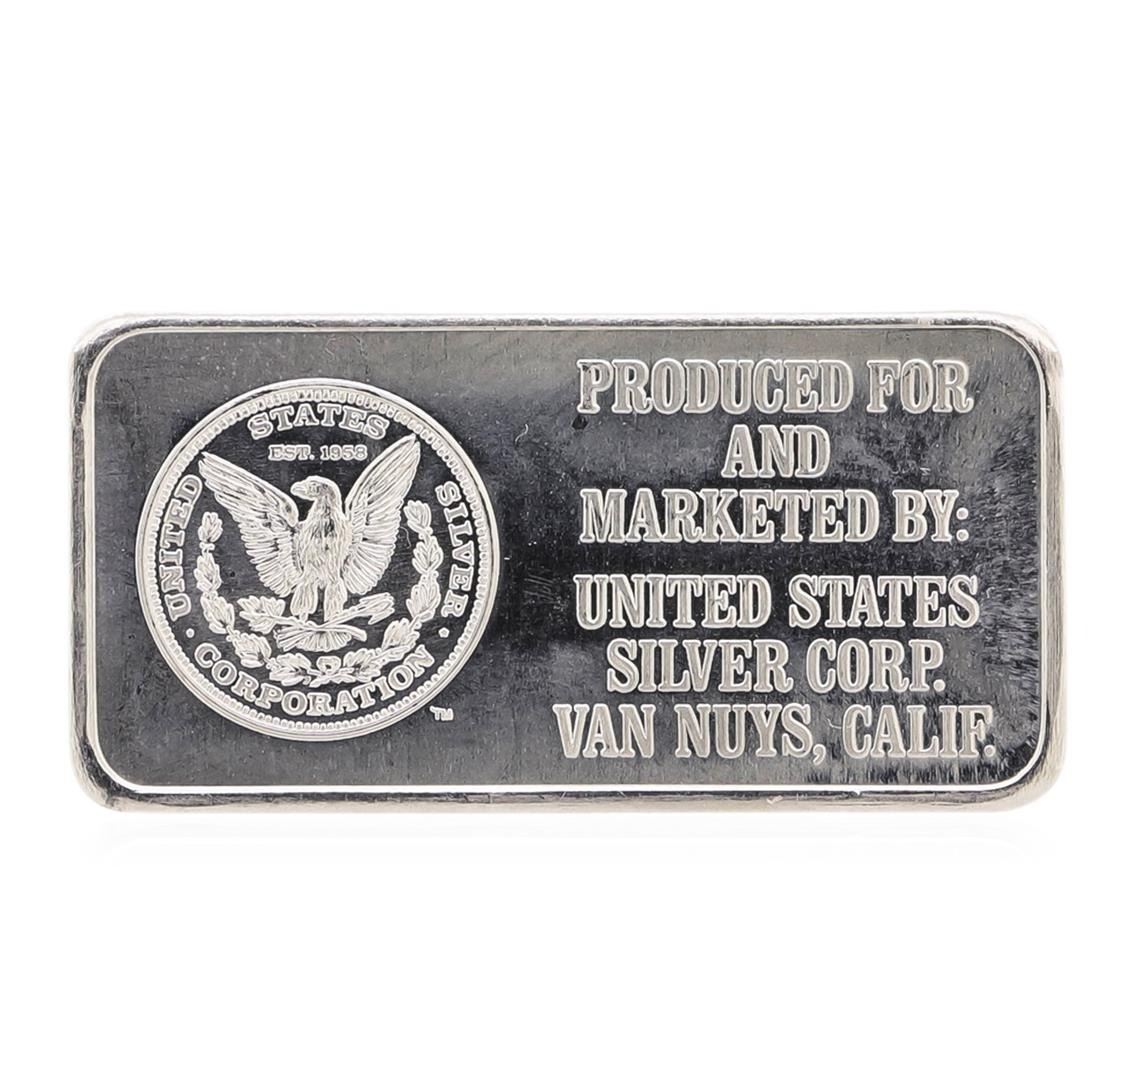 UNITED STATES SILVER
CORPORATION
EST. 1958
TM
PRODUCED FOR
AND
MARKETED BY:
UNITED STATES
SILVER CORP.
VAN NUYS, CALIF.